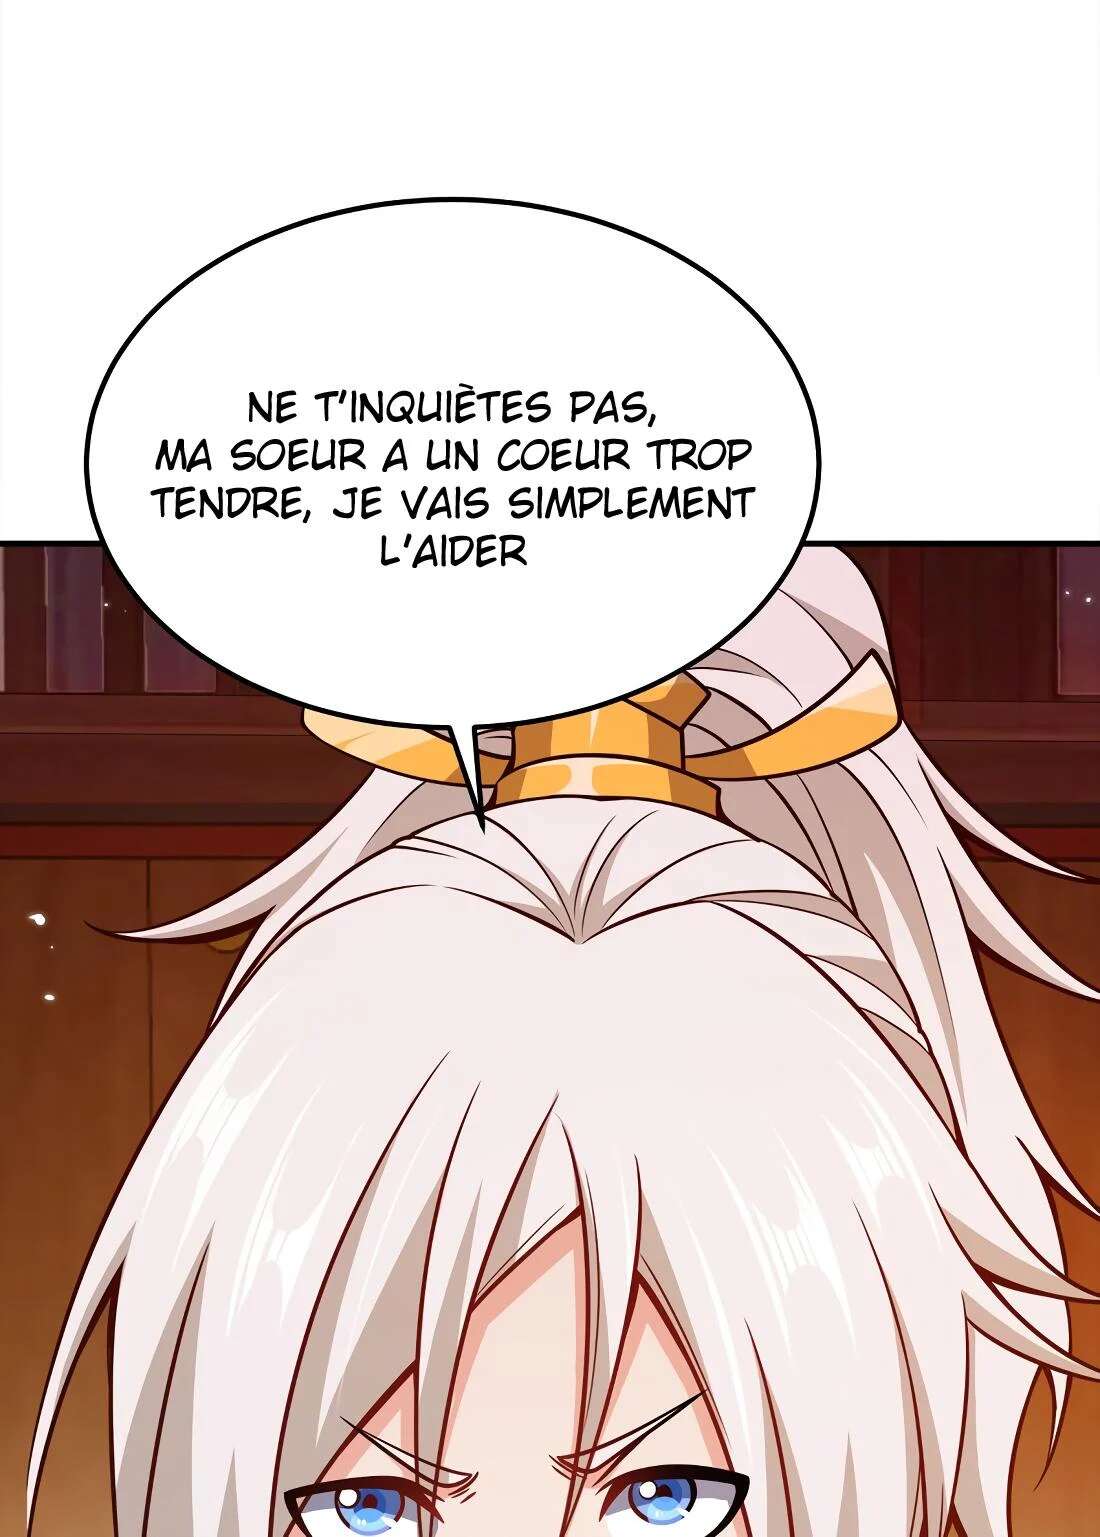 NE T'INQUIÈTES PAS,
MA SOEUR A UN COEUR TROP
TENDRE, JE VAIS SIMPLEMENT
L'AIDER